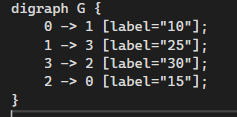 digraph G {
    0 -> 1 [label="10"];
    1 -> 3 [label="25"];
    3 -> 2 [label="30"];
    2 -> 0 [label="15"];
}